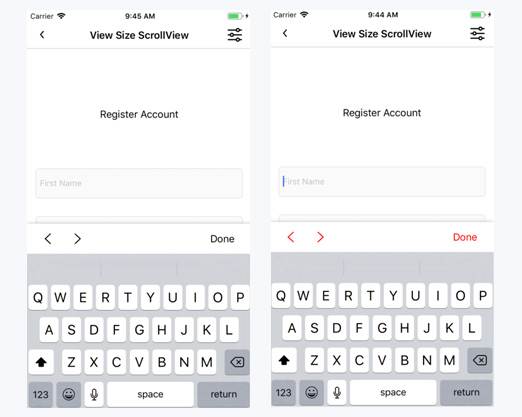 Carrier 9:45 AM
View Size ScrollView
Register Account
First Name
Done
Q W E R T Y U I O P
A S D F G H J K L
Z X C V B N M
123 space return
Carrier 9:44 AM
View Size ScrollView
Register Account
First Name
Done
Q W E R T Y U I O P
A S D F G H J K L
Z X C V B N M
123 space return